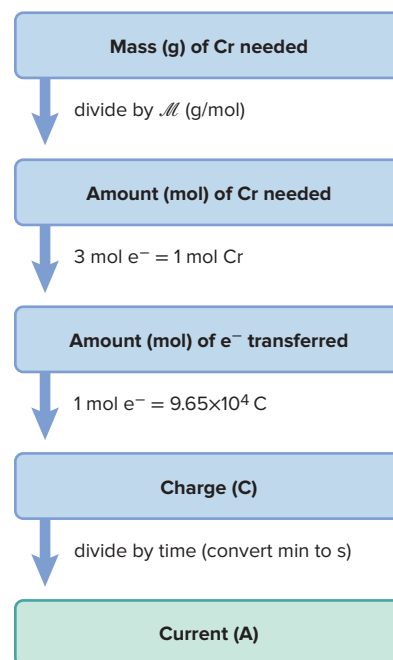 Mass (g) of Cr needed
divide by ℳ (g/mol)
Amount (mol) of Cr needed
3 mol e⁻ = 1 mol Cr
Amount (mol) of e⁻ transferred
1 mol e⁻ = 9.65×10⁴ C
Charge (C)
divide by time (convert min to s)
Current (A)